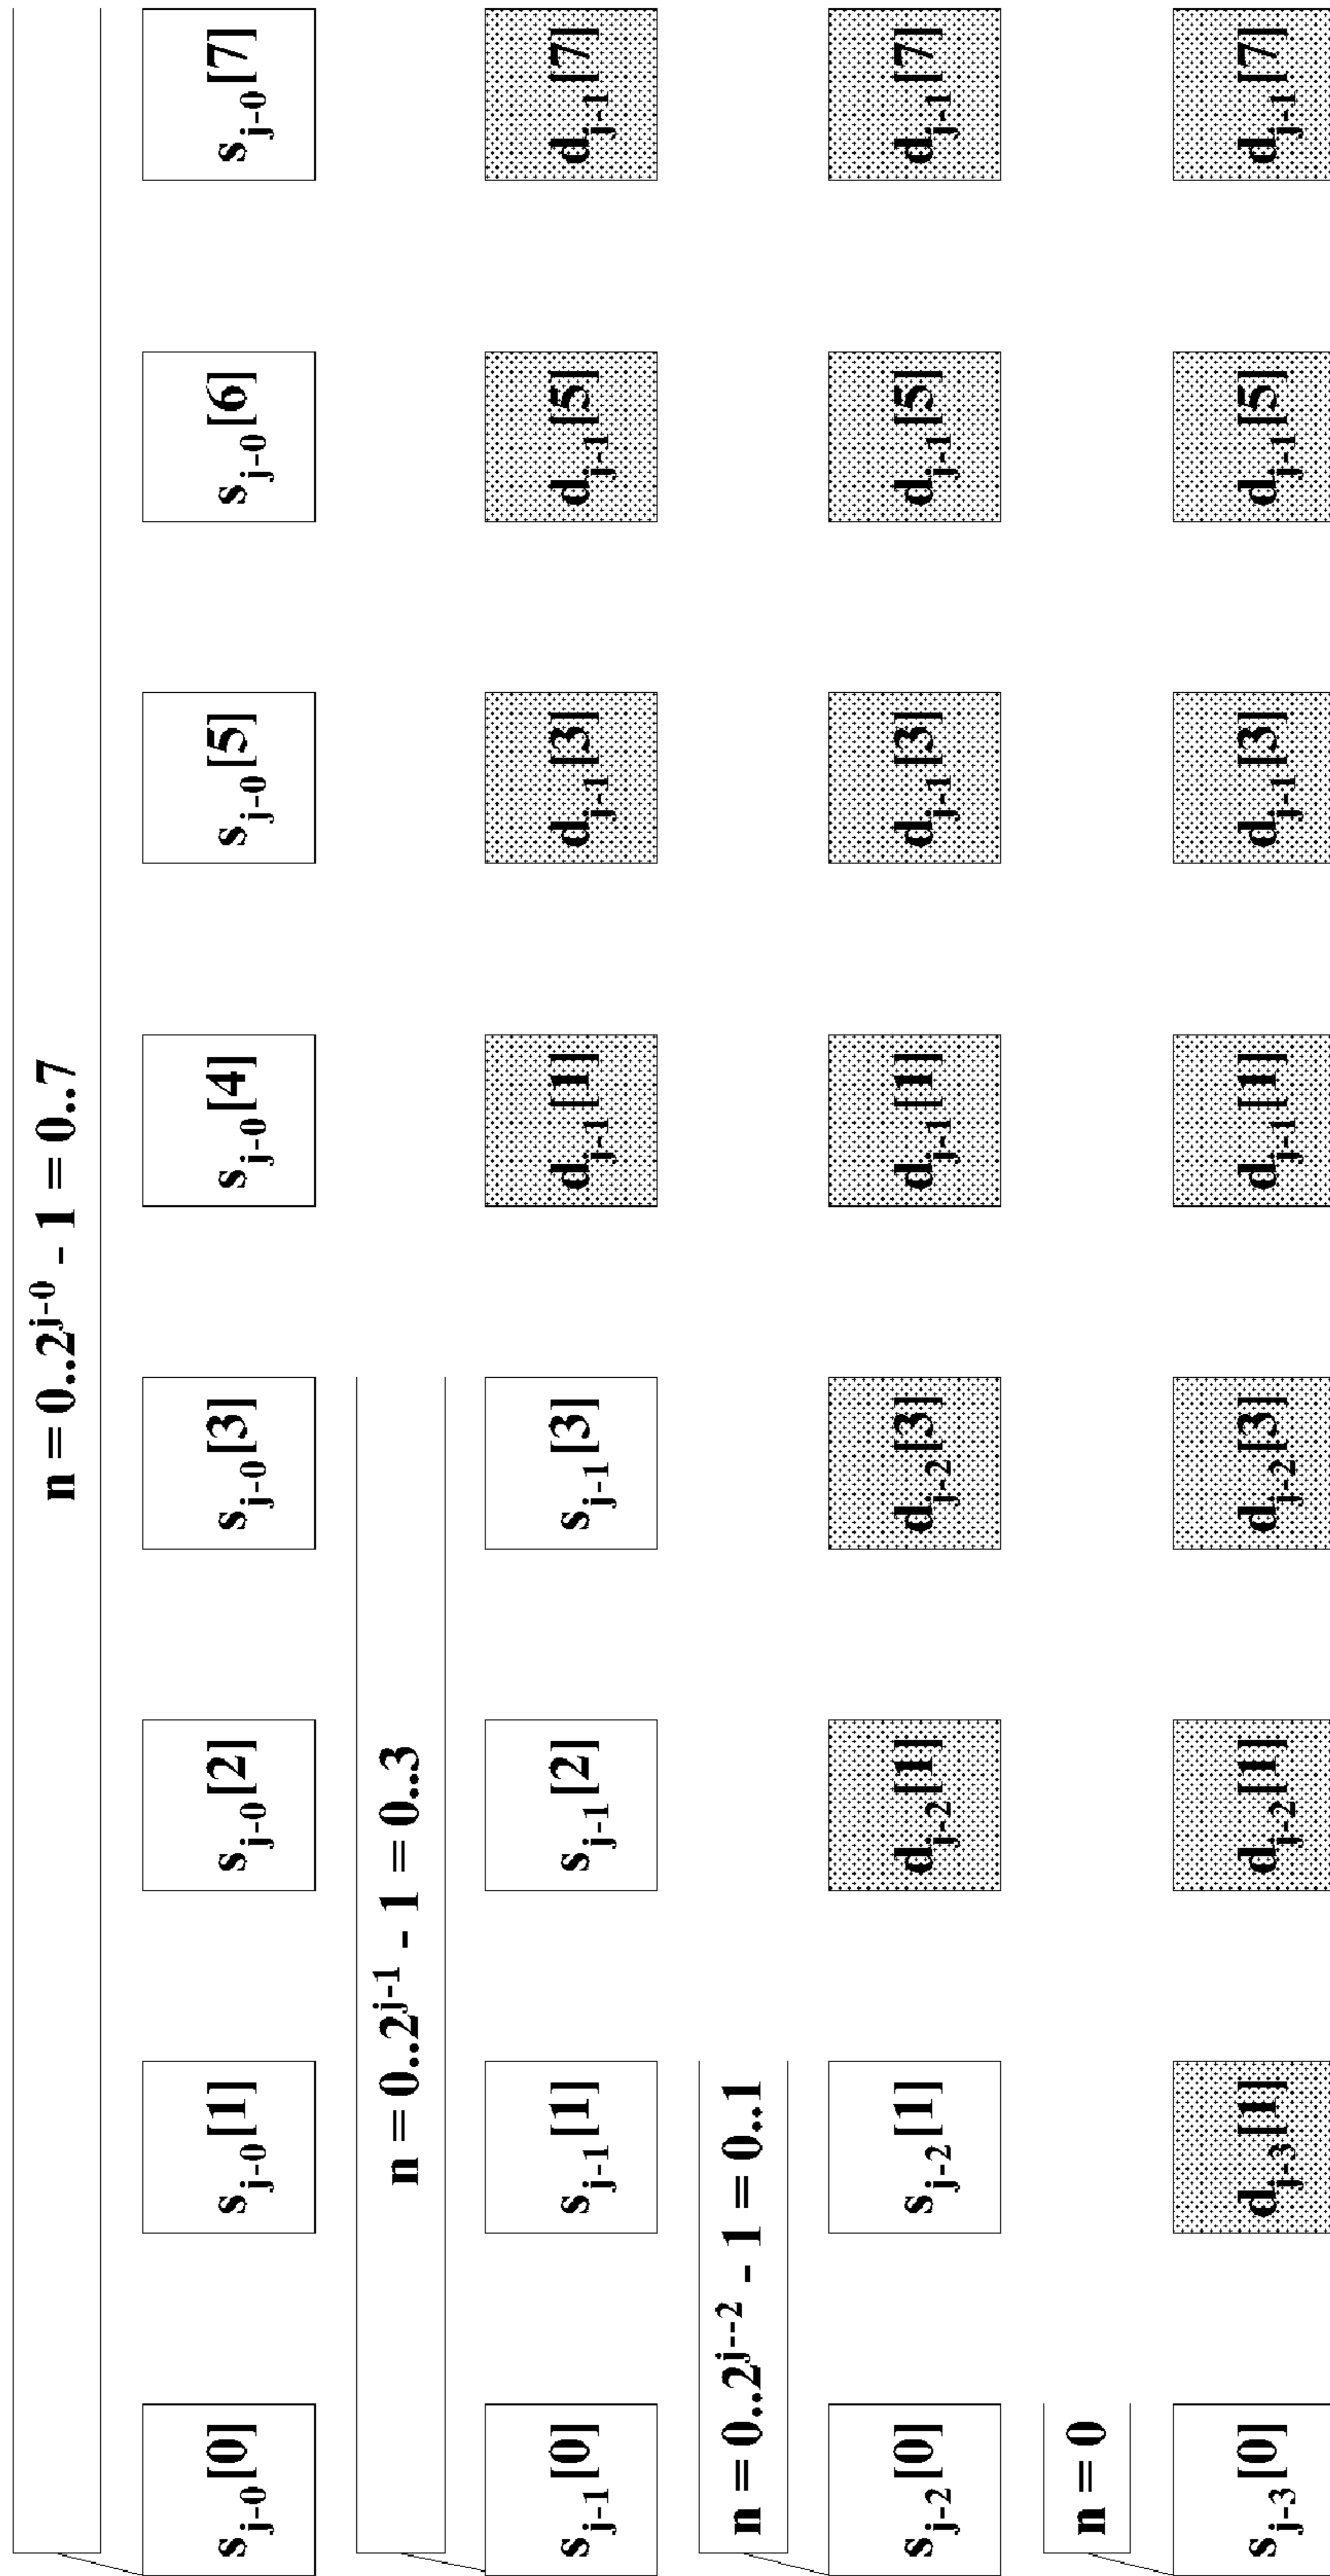 n = 0..2^{j-0} - 1 = 0..7
s_{j-0}[0] s_{j-0}[1] s_{j-0}[2] s_{j-0}[3] s_{j-0}[4] s_{j-0}[5] s_{j-0}[6] s_{j-0}[7]
n = 0..2^{j-1} - 1 = 0..3
s_{j-1}[0] s_{j-1}[1] s_{j-1}[2] s_{j-1}[3] d_{j-1}[1] d_{j-1}[3] d_{j-1}[5] d_{j-1}[7]
n = 0..2^{j--2} - 1 = 0..1
s_{j-2}[0] s_{j-2}[1] d_{j-2}[1] d_{j-2}[3] d_{j-1}[1] d_{j-1}[3] d_{j-1}[5] d_{j-1}[7]
n = 0
s_{j-3}[0] d_{j-3}[1] d_{j-2}[1] d_{j-2}[3] d_{j-1}[1] d_{j-1}[3] d_{j-1}[5] d_{j-1}[7]